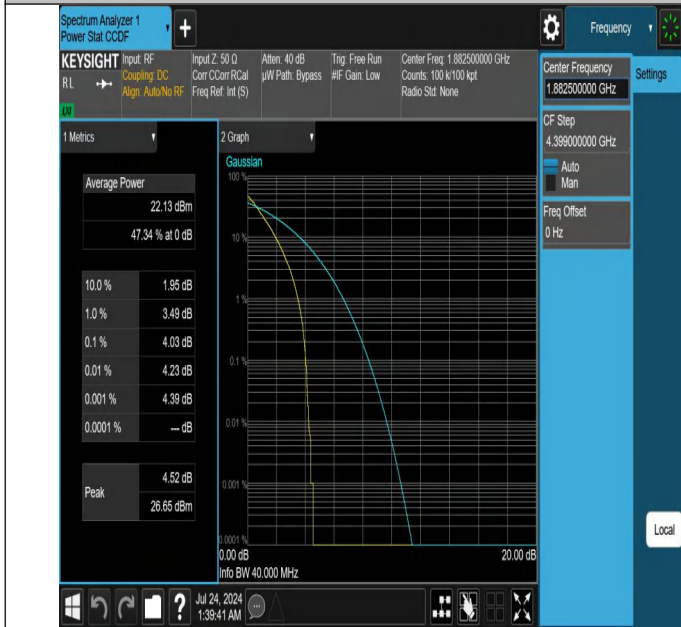 Spectrum Analyzer 1
Power Stat CCDF
Frequency
KEYSIGHT
RL
Input: RF
Coupling: DC
Align: Auto/No RF
Input Z: 50 Ω
Corr CCorr RCal
Freq Ref: Int (S)
Atten: 40 dB
µW Path: Bypass
Trig: Free Run
#IF Gain: Low
Center Freq: 1.882500000 GHz
Counts: 100 k/100 kpt
Radio Std: None
Center Frequency
1.882500000 GHz
Settings
CF Step
4.399000000 GHz
Auto
Man
Freq Offset
0 Hz
Local
1 Metrics
Average Power
22.13 dBm
47.34 % at 0 dB
10.0 % 1.95 dB
1.0 % 3.49 dB
0.1 % 4.03 dB
0.01 % 4.23 dB
0.001 % 4.39 dB
0.0001 % --- dB
Peak
4.52 dB
26.65 dBm
2 Graph
Gaussian
100 %
10 %
1 %
0.1 %
0.01 %
0.001 %
0.0001 %
0.00 dB 20.00 dB
Info BW 40.000 MHz
?
Jul 24, 2024
1:39:41 AM